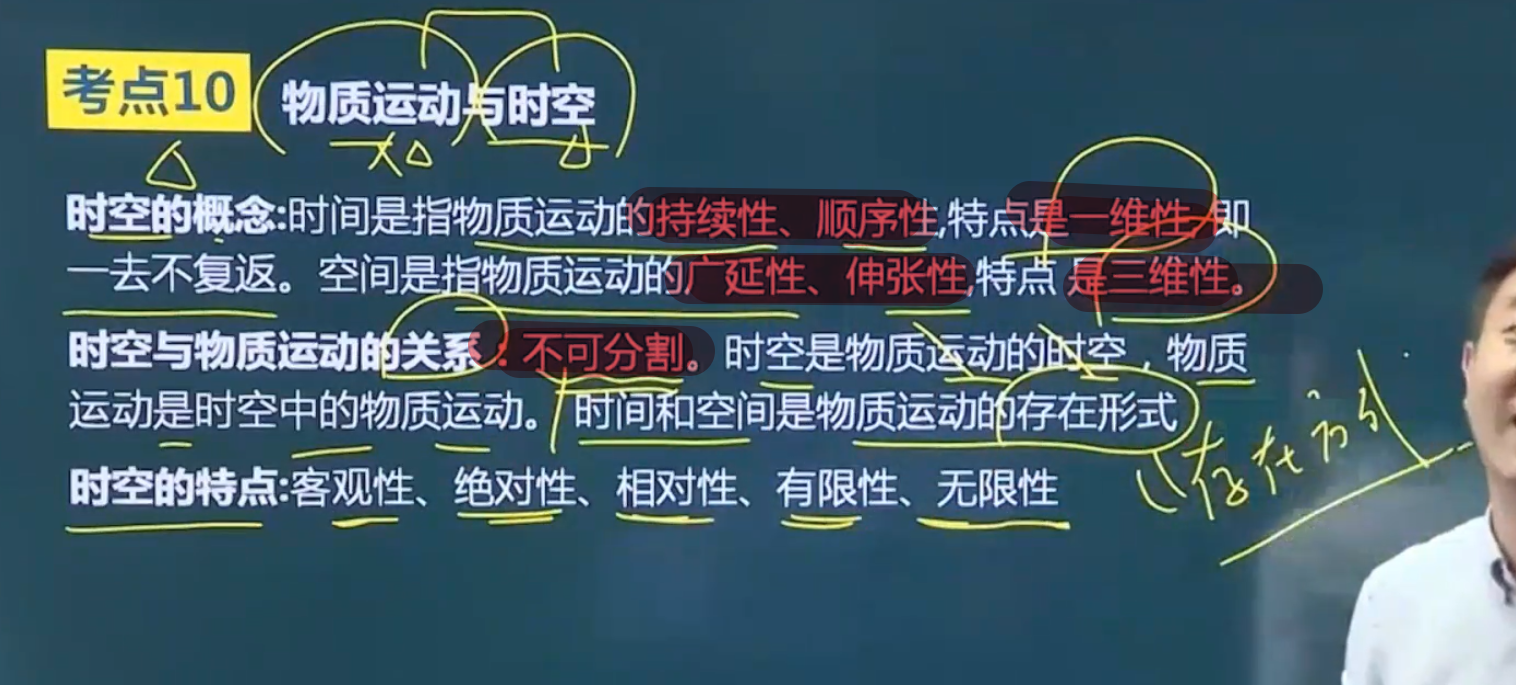 考点10 物质运动与时空
时空的概念:时间是指物质运动的持续性、顺序性,特点是一维性,即
一去不复返。空间是指物质运动的广延性、伸张性,特点 是三维性。
时空与物质运动的关系：不可分割。时空是物质运动的时空，物质
运动是时空中的物质运动。 时间和空间是物质运动的存在形式
存在方式
时空的特点:客观性、绝对性、相对性、有限性、无限性